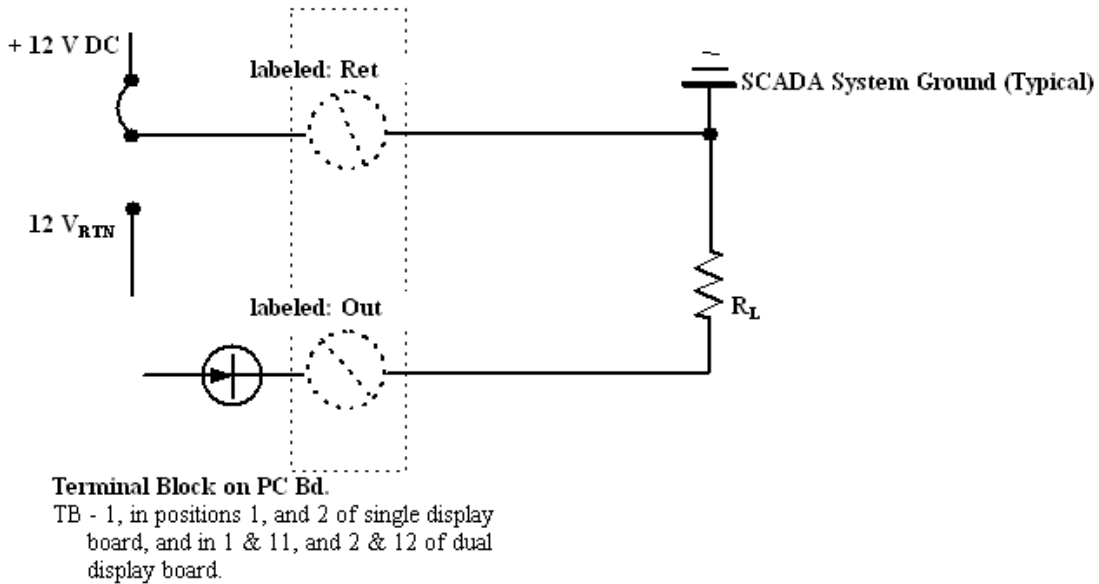 + 12 V DC
labeled: Ret
SCADA System Ground (Typical)
12 V_RTN
labeled: Out
R_L
Terminal Block on PC Bd.
TB - 1, in positions 1, and 2 of single display
board, and in 1 & 11, and 2 & 12 of dual
display board.